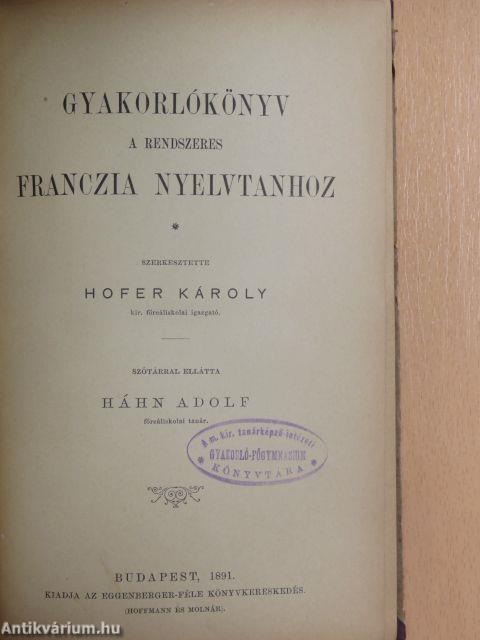 GYAKORLÓKÖNYV
A RENDSZERES
FRANCZIA NYELVTANHOZ
*
SZERKESZTETTE
HOFER KÁROLY
kir. főreáliskolai igazgató.
SZÓTÁRRAL ELLÁTTA
HÁHN ADOLF
főreáliskolai tanár.
A m. kir. tanárképző-intézeti
GYAKORLÓ-FŐGYMNASIUM
* KÖNYVTÁRA *
BUDAPEST, 1891.
KIADJA AZ EGGENBERGER-FÉLE KÖNYVKERESKEDÉS.
(HOFFMANN ÉS MOLNÁR).
Antikvárium.hu